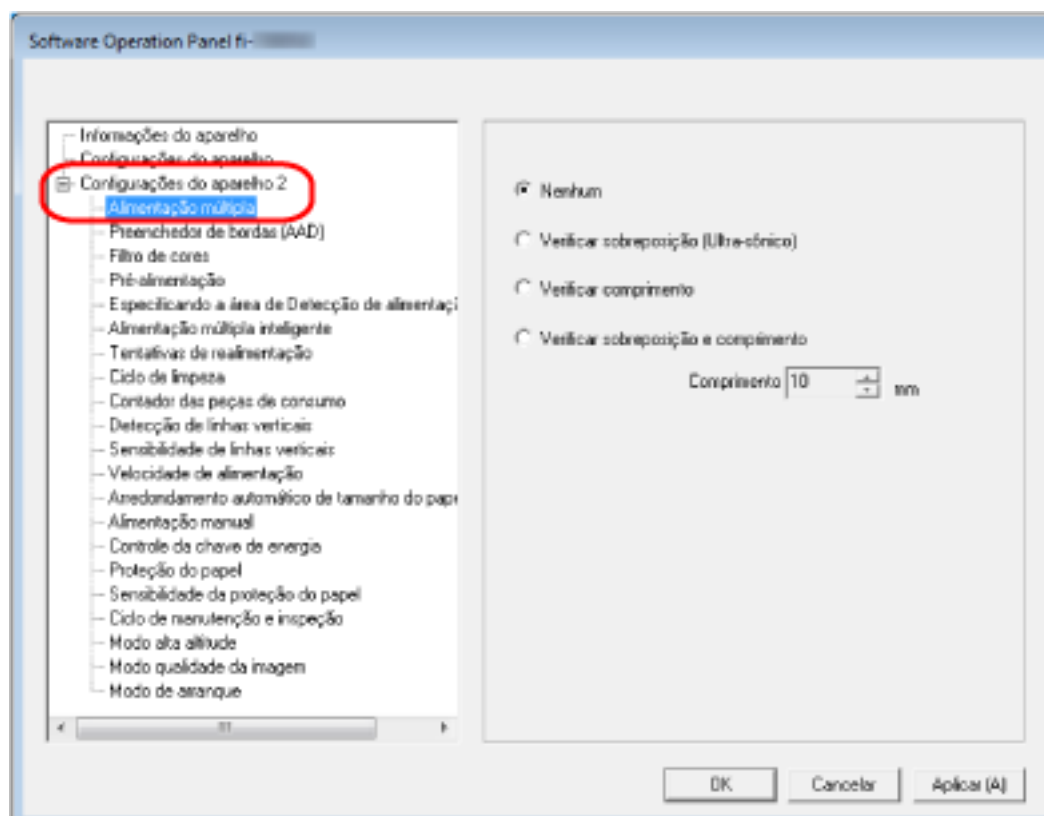 Software Operation Panel fi-
Informações do aparelho
Configurações do aparelho
Configurações do aparelho 2
Alimentação múltipla
Preenchedor de bordas (AAD)
Filtro de cores
Pré-alimentação
Especificando a área de Detecção de alimentaçã
Alimentação múltipla inteligente
Tentativas de realimentação
Ciclo de limpeza
Contador das peças de consumo
Detecção de linhas verticais
Sensibilidade de linhas verticais
Velocidade de alimentação
Arredondamento automático de tamanho do pape
Alimentação manual
Controle da chave de energia
Proteção do papel
Sensibilidade da proteção do papel
Ciclo de manutenção e inspeção
Modo alta altitude
Modo qualidade da imagem
Modo de arranque
Nenhum
Verificar sobreposição (Ultra-sônico)
Verificar comprimento
Verificar sobreposição e comprimento
Comprimento 10 mm
OK Cancelar Aplicar (A)